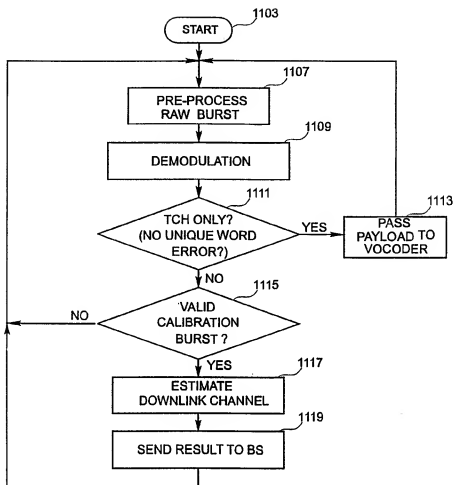 1103
START
1107
PRE-PROCESS
RAW BURST
1109
DEMODULATION
1111
TCH ONLY?
(NO UNIQUE WORD
ERROR?)
YES
1113
PASS
PAYLOAD TO
VOCODER
NO
1115
VALID
CALIBRATION
BURST ?
NO
YES
1117
ESTIMATE
DOWNLINK CHANNEL
1119
SEND RESULT TO BS